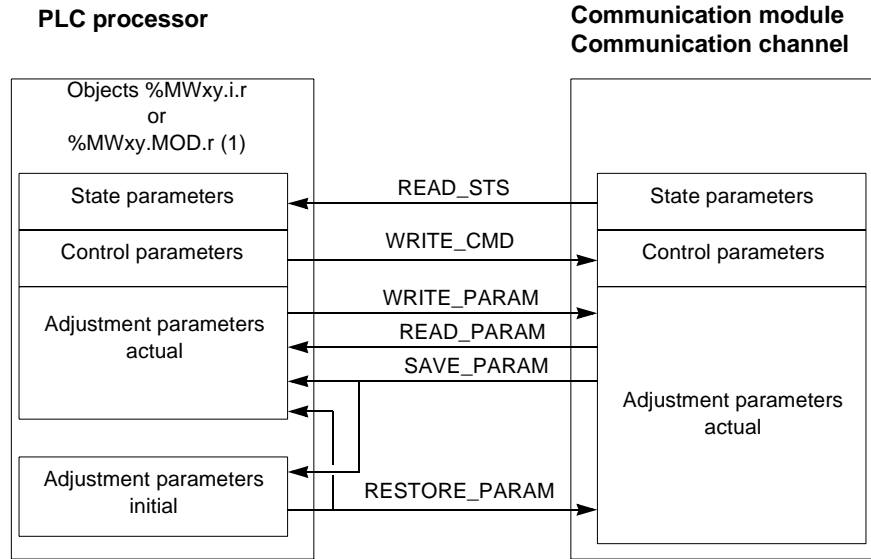 PLC processor
Communication module
Communication channel
Objects %MWxy.i.r
or
%MWxy.MOD.r (1)
State parameters
READ_STS
State parameters
Control parameters
WRITE_CMD
Control parameters
WRITE_PARAM
Adjustment parameters
actual
READ_PARAM
SAVE_PARAM
Adjustment parameters
actual
Adjustment parameters
initial
RESTORE_PARAM